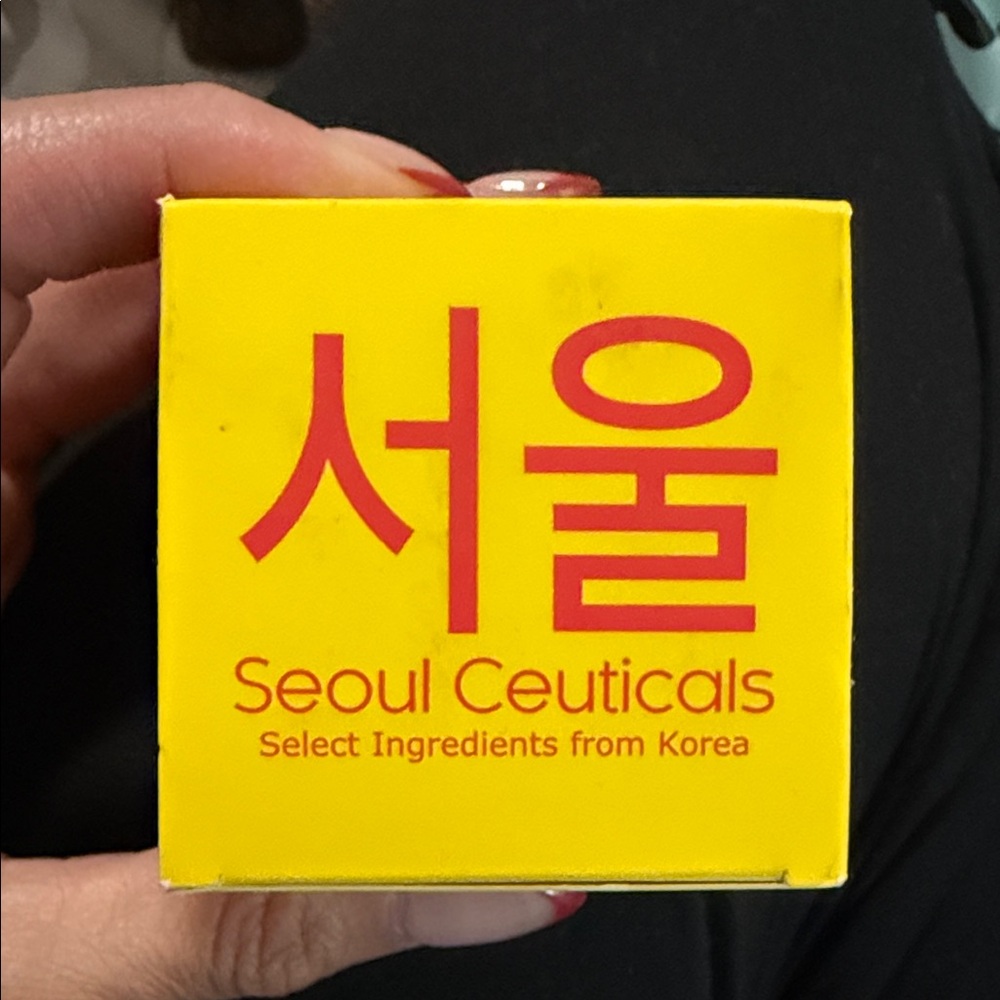 서울
Seoul Ceuticals
Select Ingredients from Korea